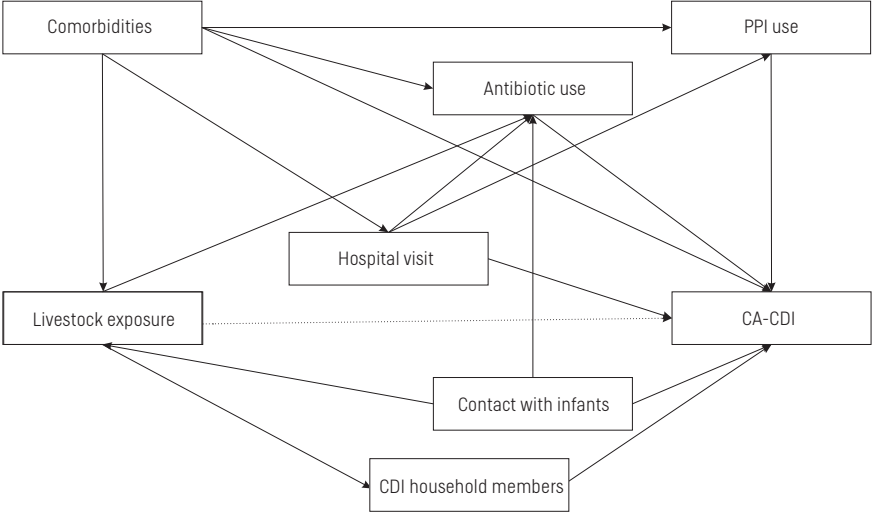 Comorbidities
PPI use
Antibiotic use
Hospital visit
Livestock exposure
CA-CDI
Contact with infants
CDI household members